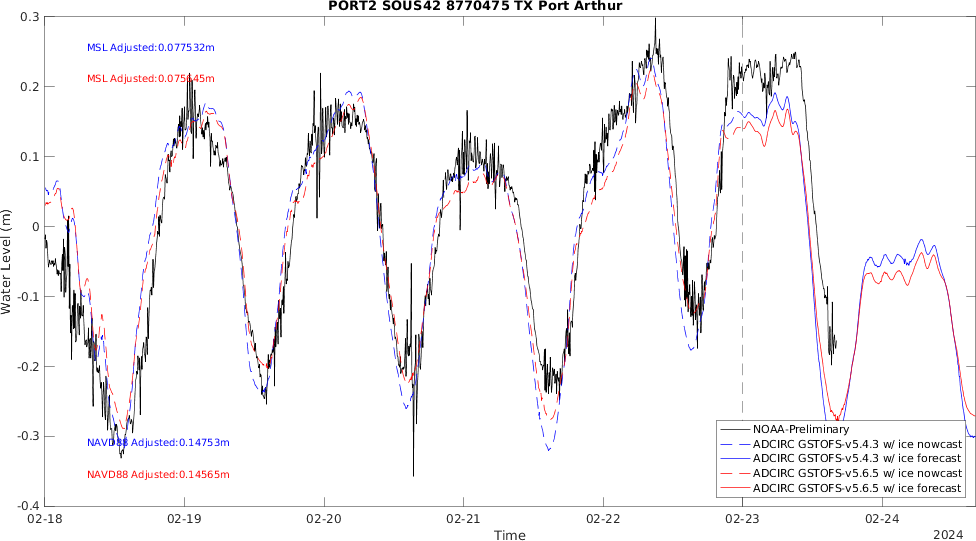 PORT2 SOUS42 8770475 TX Port Arthur
0.3
0.2
0.1
0
-0.1
-0.2
-0.3
-0.4
Water Level (m)
MSL Adjusted:0.077532m
MSL Adjusted:0.075645m
NAVD88 Adjusted:0.14753m
NAVD88 Adjusted:0.14565m
NOAA-Preliminary
ADCIRC GSTOFS-v5.4.3 w/ ice nowcast
ADCIRC GSTOFS-v5.4.3 w/ ice forecast
ADCIRC GSTOFS-v5.6.5 w/ ice nowcast
ADCIRC GSTOFS-v5.6.5 w/ ice forecast
02-18 02-19 02-20 02-21 02-22 02-23 02-24
Time
2024